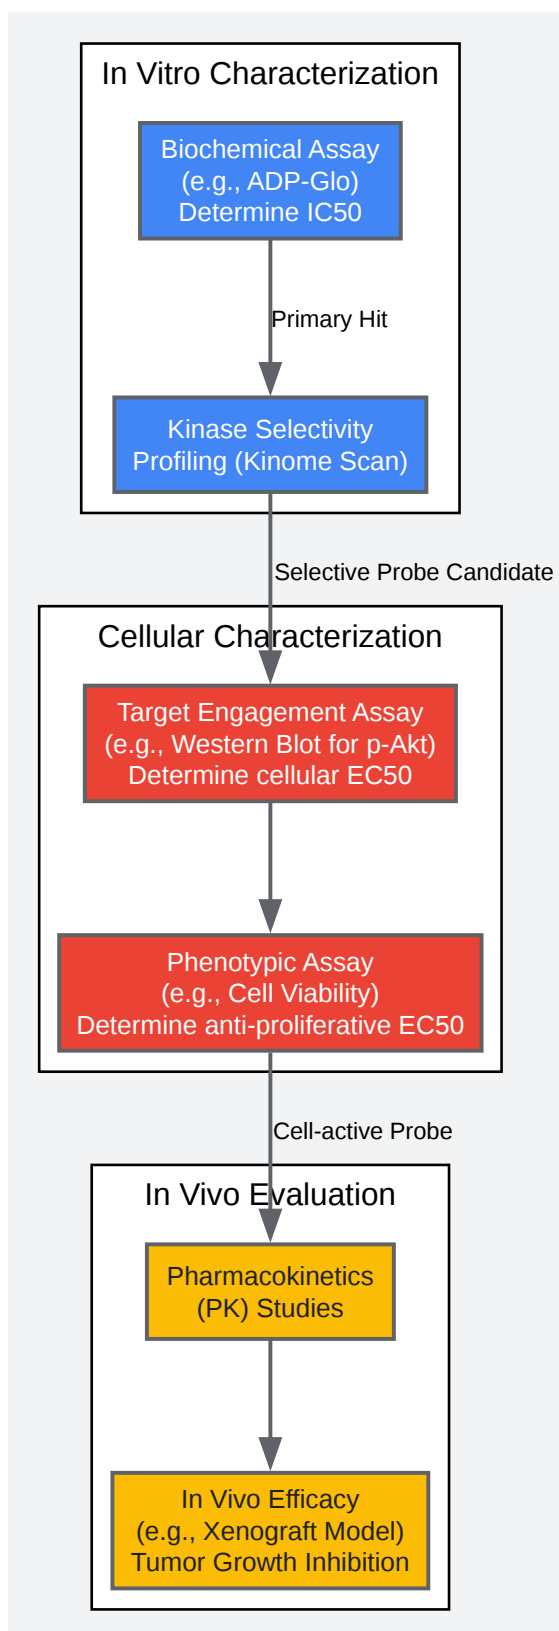 In Vitro Characterization
Biochemical Assay
(e.g., ADP-Glo)
Determine IC50
Primary Hit
Kinase Selectivity
Profiling (Kinome Scan)
Selective Probe Candidate
Cellular Characterization
Target Engagement Assay
(e.g., Western Blot for p-Akt)
Determine cellular EC50
Phenotypic Assay
(e.g., Cell Viability)
Determine anti-proliferative EC50
Cell-active Probe
In Vivo Evaluation
Pharmacokinetics
(PK) Studies
In Vivo Efficacy
(e.g., Xenograft Model)
Tumor Growth Inhibition